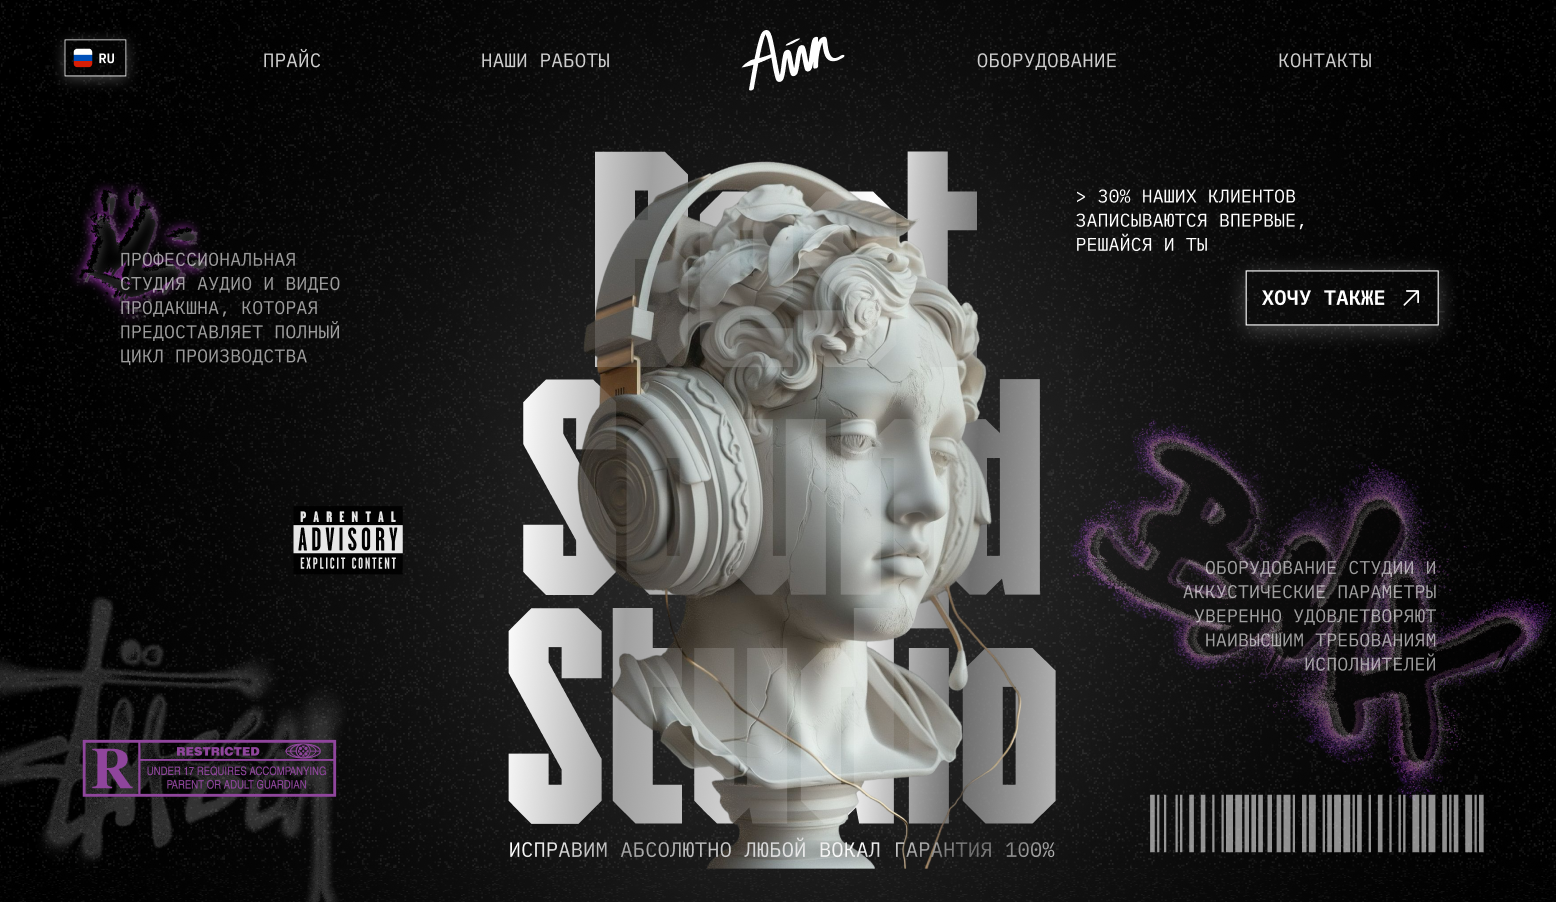 RU
ПРАЙС
НАШИ РАБОТЫ
Айп
ОБОРУДОВАНИЕ
КОНТАКТЫ
> 30% НАШИХ КЛИЕНТОВ
ЗАПИСЫВАЮТСЯ ВПЕРВЫЕ,
РЕШАЙСЯ И ТЫ
ХОЧУ ТАКЖЕ
ПРОФЕССИОНАЛЬНАЯ
СТУДИЯ АУДИО И ВИДЕО
ПРОДАКШНА, КОТОРАЯ
ПРЕДОСТАВЛЯЕТ ПОЛНЫЙ
ЦИКЛ ПРОИЗВОДСТВА
Sound
Studio
PARENTAL
ADVISORY
EXPLICIT CONTENT
ОБОРУДОВАНИЕ СТУДИИ И
АККУСТИЧЕСКИЕ ПАРАМЕТРЫ
УВЕРЕННО УДОВЛЕТВОРЯЮТ
НАИВЫСШИМ ТРЕБОВАНИЯМ
ИСПОЛНИТЕЛЕЙ
R
RESTRICTED
UNDER 17 REQUIRES ACCOMPANYING
PARENT OR ADULT GUARDIAN
ИСПРАВИМ АБСОЛЮТНО ЛЮБОЙ ВОКАЛ ГАРАНТИЯ 100%